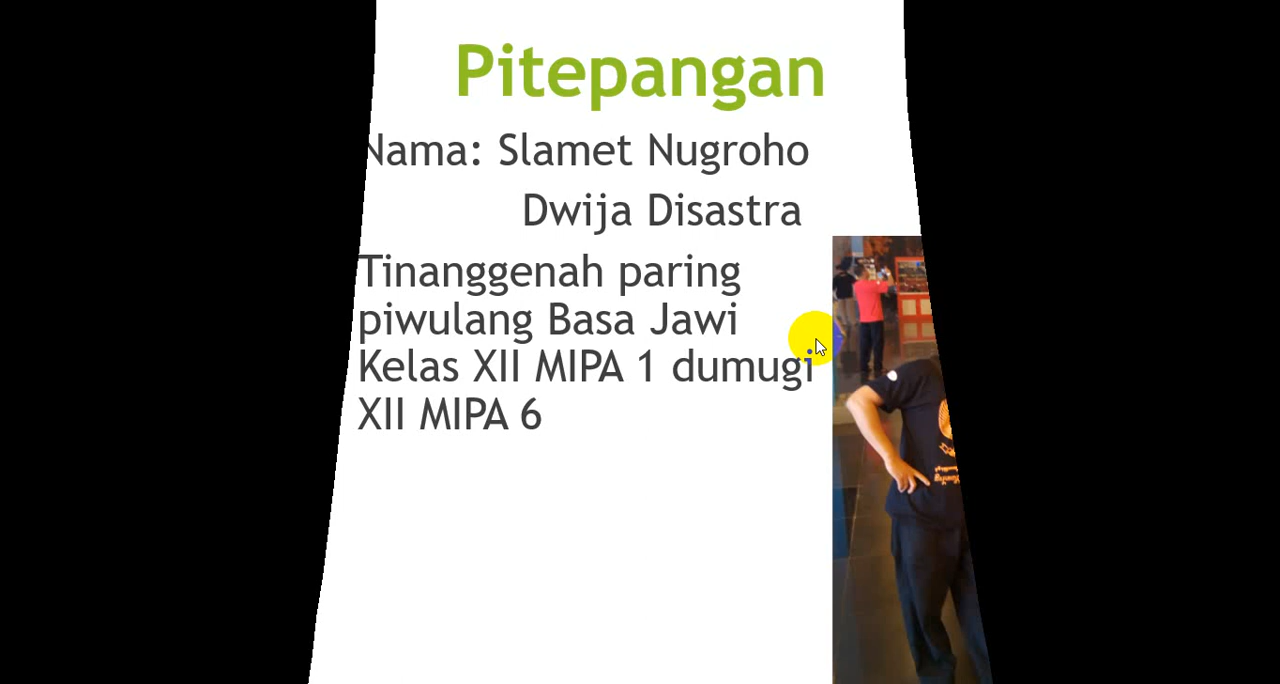 Pitepangan
Nama: Slamet Nugroho
Dwija Disastra
Tinanggenah paring
piwulang Basa Jawi
Kelas XII MIPA 1 dumugi
XII MIPA 6